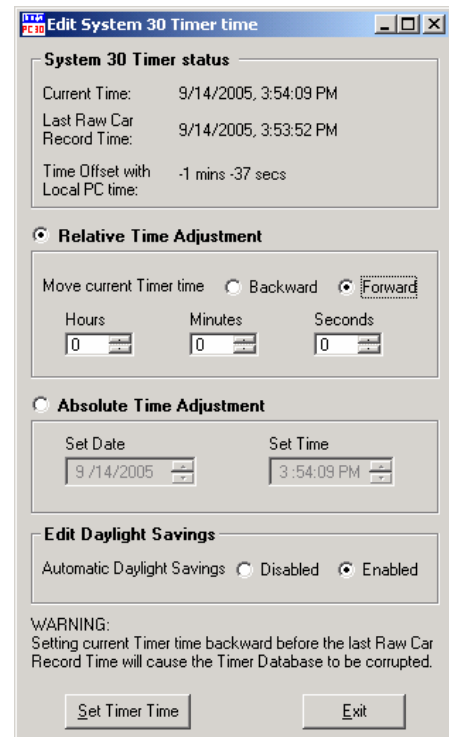 Edit System 30 Timer time
System 30 Timer status
Current Time: 9/14/2005, 3:54:09 PM
Last Raw Car
Record Time: 9/14/2005, 3:53:52 PM
Time Offset with
Local PC time: -1 mins -37 secs
Relative Time Adjustment
Move current Timer time Backward Forward
Hours Minutes Seconds
0 0 0
Absolute Time Adjustment
Set Date Set Time
9 /14/2005 3:54:09 PM
Edit Daylight Savings
Automatic Daylight Savings Disabled Enabled
WARNING:
Setting current Timer time backward before the last Raw Car
Record Time will cause the Timer Database to be corrupted.
Set Timer Time Exit